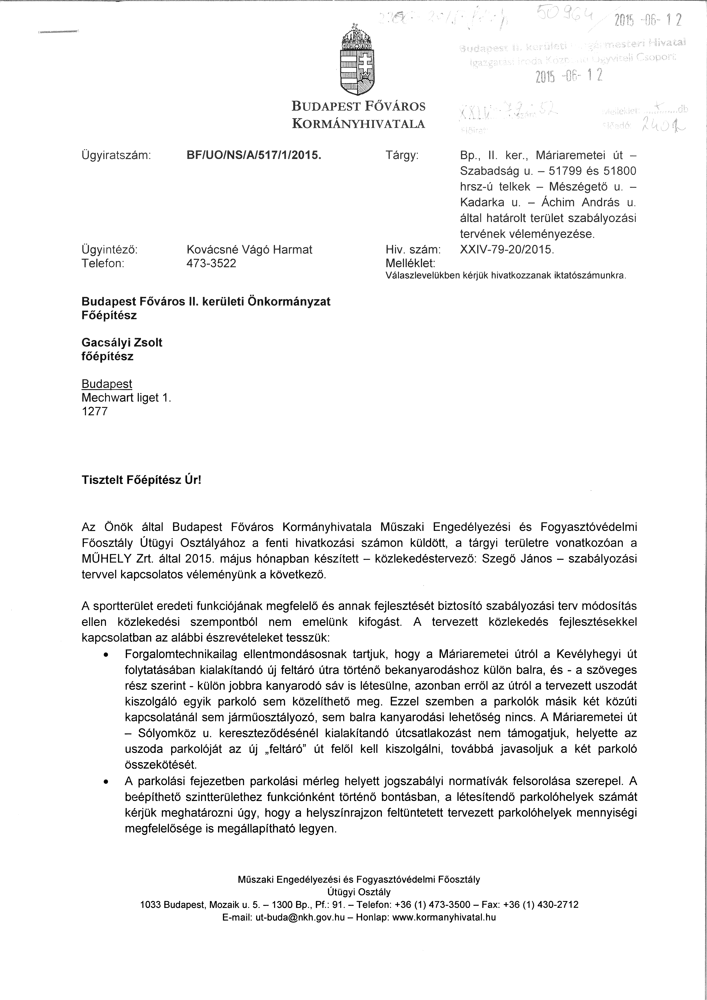 50964 2015 -06- 12
Budapest II. kerületi Hivatal
Igazgatási Iroda Ügyviteli Csoport
2015 -06- 12
BUDAPEST FŐVÁROS
KORMÁNYHIVATALA
szám Melléklet: db
Előirat: Előadó:
Ügyiratszám: BF/UO/NS/A/517/1/2015. Tárgy: Bp., II. ker., Máriaremetei út –
Szabadság u. – 51799 és 51800
hrsz-ú telkek – Mészégető u. –
Kadarka u. – Áchim András u.
által határolt terület szabályozási
tervének véleményezése.
Ügyintéző: Kovácsné Vágó Harmat Hiv. szám: XXIV-79-20/2015.
Telefon: 473-3522 Melléklet:
Válaszlevelükben kérjük hivatkozzanak iktatószámunkra.
Budapest Főváros II. kerületi Önkormányzat
Főépítész
Gacsályi Zsolt
főépítész
Budapest
Mechwart liget 1.
1277
Tisztelt Főépítész Úr!
Az Önök által Budapest Főváros Kormányhivatala Műszaki Engedélyezési és Fogyasztóvédelmi
Főosztály Útügyi Osztályához a fenti hivatkozási számon küldött, a tárgyi területre vonatkozóan a
MŰHELY Zrt. által 2015. május hónapban készített – közlekedéstervező: Szegő János – szabályozási
tervvel kapcsolatos véleményünk a következő.
A sportterület eredeti funkciójának megfelelő és annak fejlesztését biztosító szabályozási terv módosítás
ellen közlekedési szempontból nem emelünk kifogást. A tervezett közlekedés fejlesztésekkel
kapcsolatban az alábbi észrevételeket tesszük:
• Forgalomtechnikailag ellentmondásosnak tartjuk, hogy a Máriaremetei útról a Kevélyhegyi út
folytatásában kialakítandó új feltáró útra történő bekanyarodáshoz külön balra, és - a szöveges
rész szerint - külön jobbra kanyarodó sáv is létesülne, azonban erről az útról a tervezett uszodát
kiszolgáló egyik parkoló sem közelíthető meg. Ezzel szemben a parkolók másik két közúti
kapcsolatánál sem járműosztályozó, sem balra kanyarodási lehetőség nincs. A Máriaremetei út
– Sólyomköz u. kereszteződésénél kialakítandó útcsatlakozást nem támogatjuk, helyette az
uszoda parkolóját az új „feltáró” út felől kell kiszolgálni, továbbá javasoljuk a két parkoló
összekötését.
• A parkolási fejezetben parkolási mérleg helyett jogszabályi normatívák felsorolása szerepel. A
beépíthető szintterülethez funkciónként történő bontásban, a létesítendő parkolóhelyek számát
kérjük meghatározni úgy, hogy a helyszínrajzon feltüntetett tervezett parkolóhelyek mennyiségi
megfelelősége is megállapítható legyen.
Műszaki Engedélyezési és Fogyasztóvédelmi Főosztály
Útügyi Osztály
1033 Budapest, Mozaik u. 5. – 1300 Bp., Pf.: 91. – Telefon: +36 (1) 473-3500 – Fax: +36 (1) 430-2712
E-mail: ut-buda@nkh.gov.hu – Honlap: www.kormanyhivatal.hu